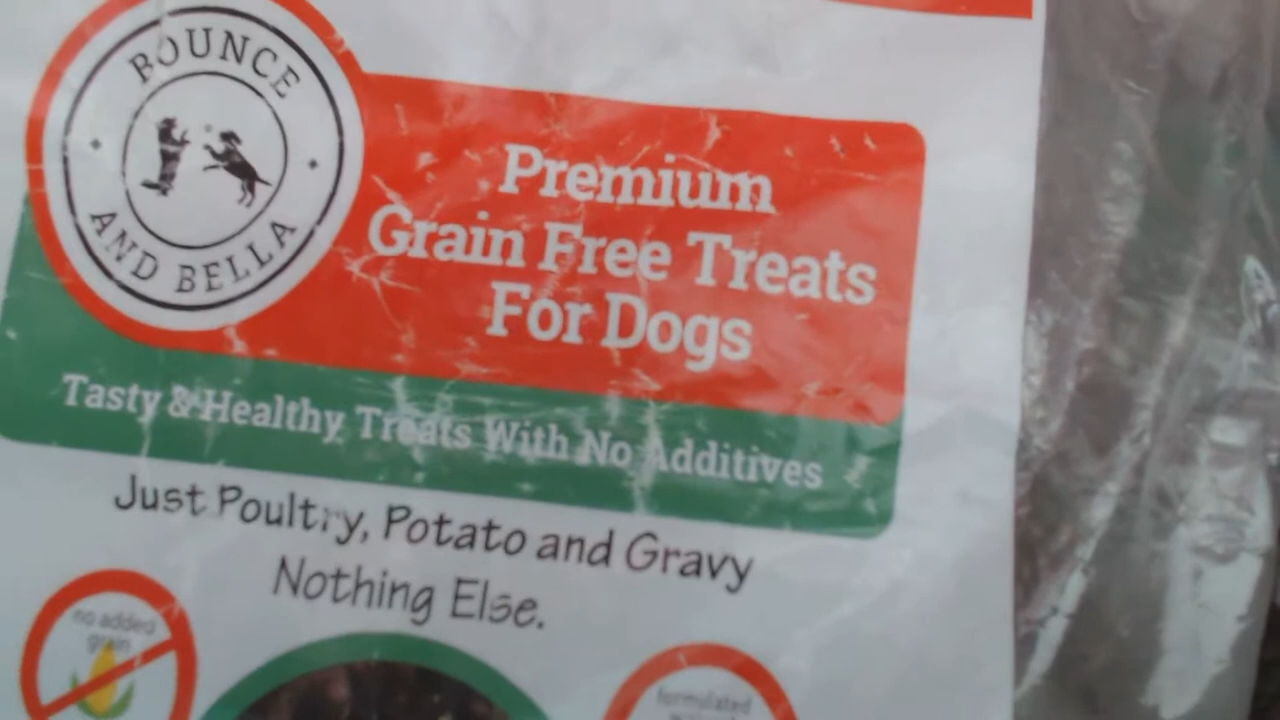 BOUNCE
AND BELLA
Premium
Grain Free Treats
For Dogs
Tasty & Healthy Treats With No Additives
Just Poultry, Potato and Gravy
Nothing Else.
no added
grain
formulated